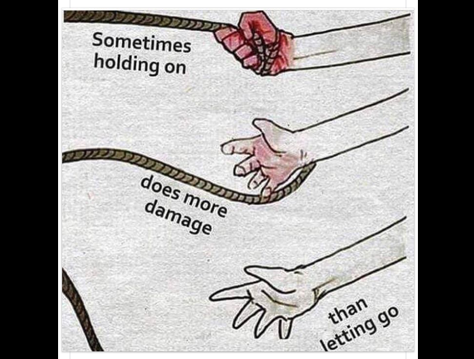 Sometimes
holding on
does more
damage
than
letting go